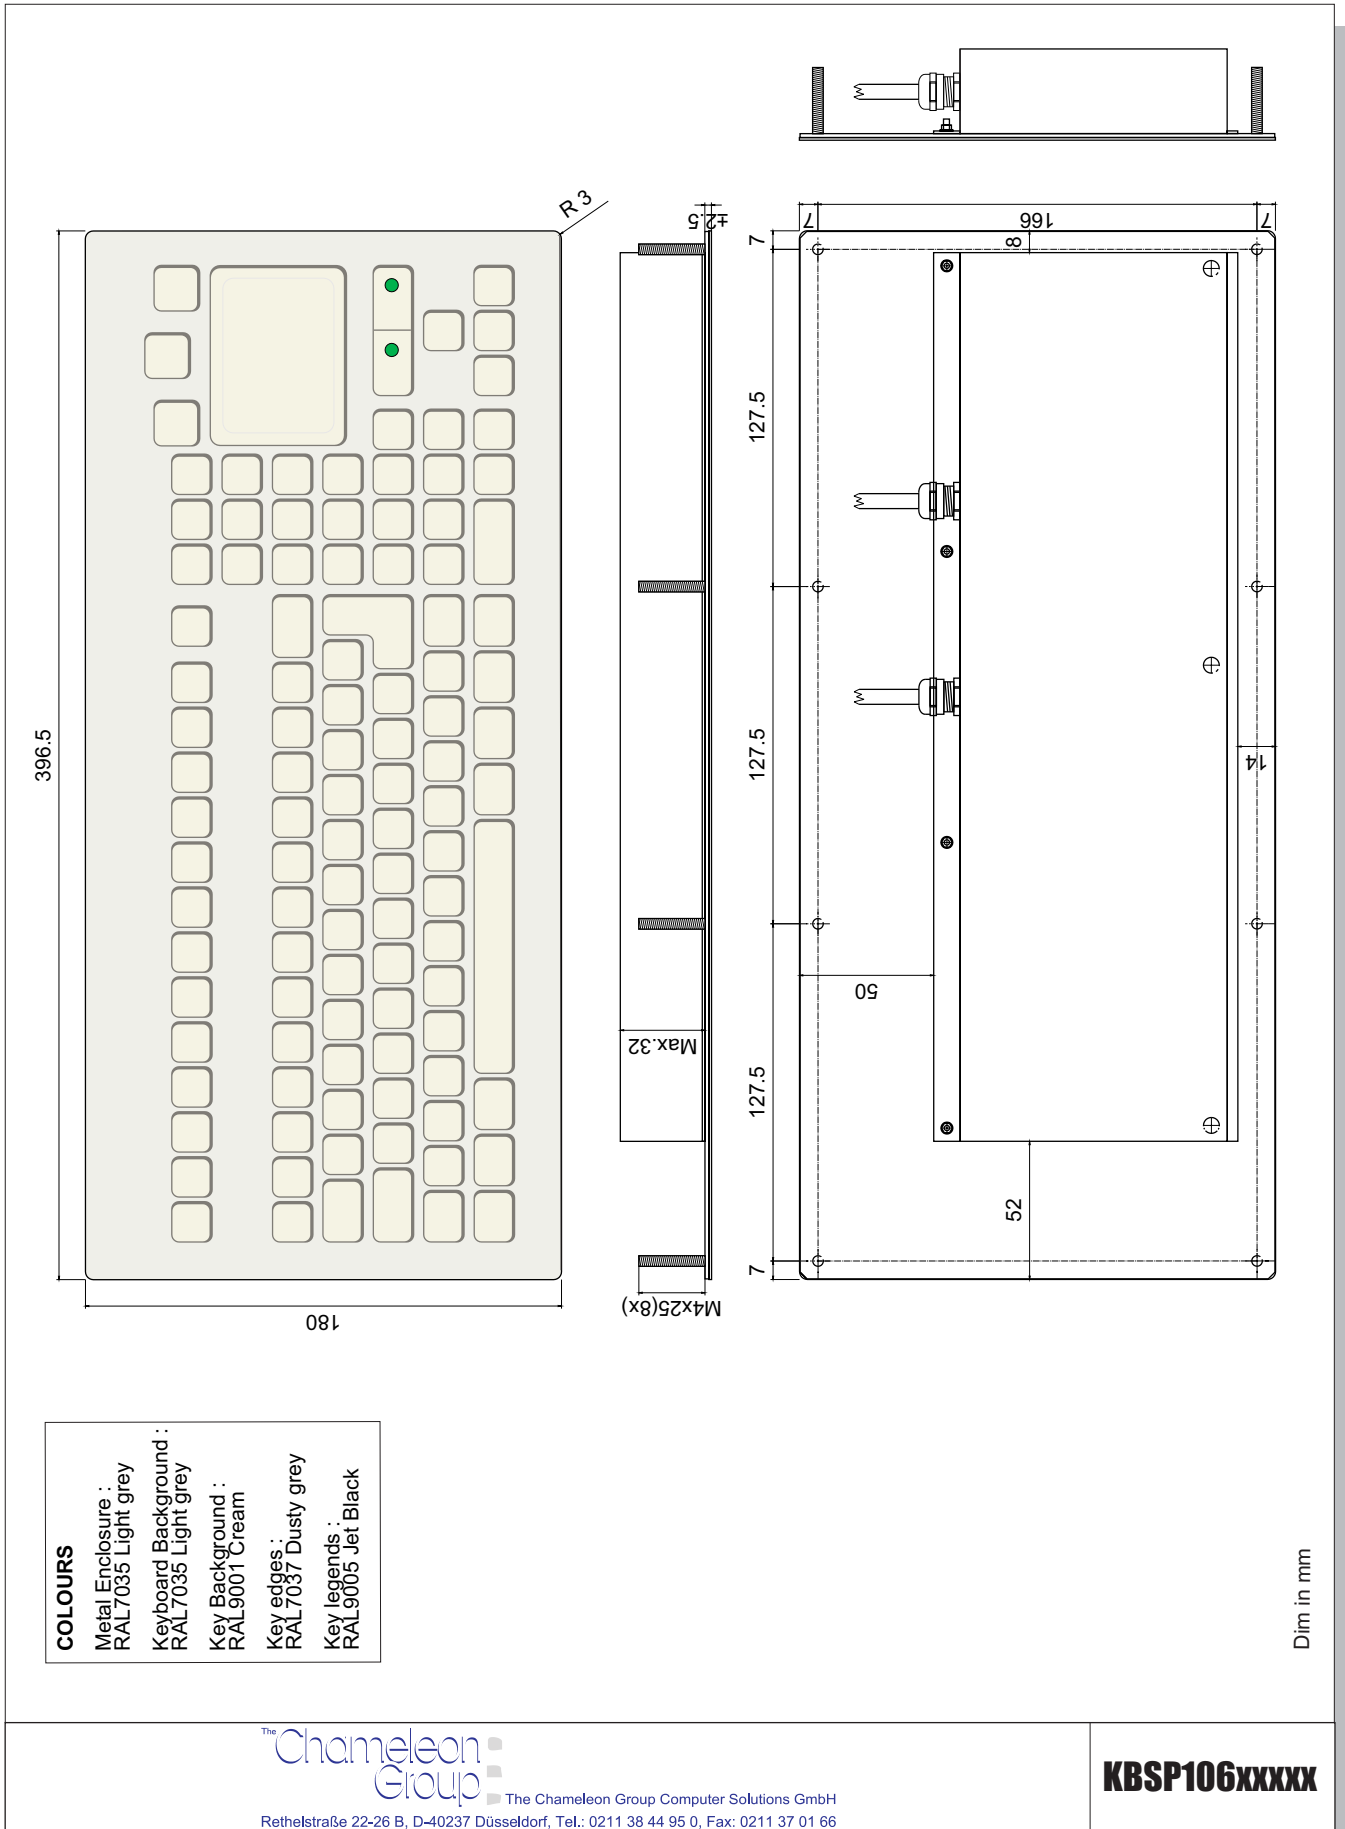 R 3
±2.5
7
166
7
7
8
127.5
396.5
127.5
14
50
Max.32
127.5
52
7
M4x25(8x)
180
COLOURS
Metal Enclosure :
RAL7035 Light grey
Keyboard Background :
RAL7035 Light grey
Key Background :
RAL9001 Cream
Key edges :
RAL7037 Dusty grey
Key legends :
RAL9005 Jet Black
Dim in mm
The Chameleon
Group
The Chameleon Group Computer Solutions GmbH
Rethelstraße 22-26 B, D-40237 Düsseldorf, Tel.: 0211 38 44 95 0, Fax: 0211 37 01 66
KBSP106xxxxx